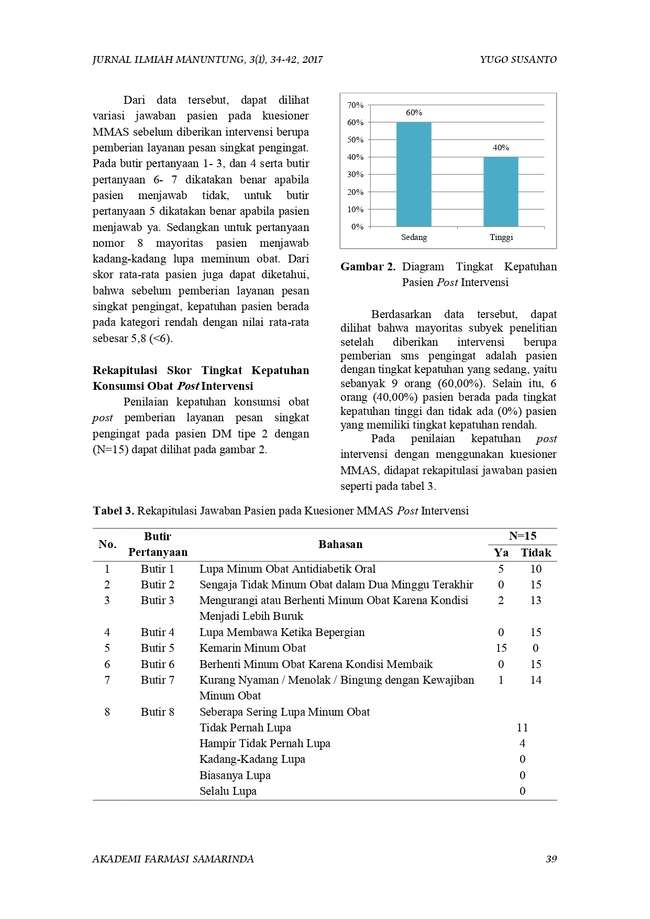 JURNAL ILMIAH MANUNTUNG, 3(1), 34-42, 2017 YUGO SUSANTO
Dari data tersebut, dapat dilihat
variasi jawaban pasien pada kuesioner
MMAS sebelum diberikan intervensi berupa
pemberian layanan pesan singkat pengingat.
Pada butir pertanyaan 1- 3, dan 4 serta butir
pertanyaan 6- 7 dikatakan benar apabila
pasien menjawab tidak, untuk butir
pertanyaan 5 dikatakan benar apabila pasien
menjawab ya. Sedangkan untuk pertanyaan
nomor 8 mayoritas pasien menjawab
kadang-kadang lupa meminum obat. Dari
skor rata-rata pasien juga dapat diketahui,
bahwa sebelum pemberian layanan pesan
singkat pengingat, kepatuhan pasien berada
pada kategori rendah dengan nilai rata-rata
sebesar 5,8 (<6).
Rekapitulasi Skor Tingkat Kepatuhan
Konsumsi Obat Post Intervensi
Penilaian kepatuhan konsumsi obat
post pemberian layanan pesan singkat
pengingat pada pasien DM tipe 2 dengan
(N=15) dapat dilihat pada gambar 2.
70%
60%
50%
40%
30%
20%
10%
0%
60%
40%
Sedang Tinggi
Gambar 2. Diagram Tingkat Kepatuhan
Pasien Post Intervensi
Berdasarkan data tersebut, dapat
dilihat bahwa mayoritas subyek penelitian
setelah diberikan intervensi berupa
pemberian sms pengingat adalah pasien
dengan tingkat kepatuhan yang sedang, yaitu
sebanyak 9 orang (60,00%). Selain itu, 6
orang (40,00%) pasien berada pada tingkat
kepatuhan tinggi dan tidak ada (0%) pasien
yang memiliki tingkat kepatuhan rendah.
Pada penilaian kepatuhan post
intervensi dengan menggunakan kuesioner
MMAS, didapat rekapitulasi jawaban pasien
seperti pada tabel 3.
Tabel 3. Rekapitulasi Jawaban Pasien pada Kuesioner MMAS Post Intervensi
No. Butir Pertanyaan Bahasan N=15
Ya Tidak
1 Butir 1 Lupa Minum Obat Antidiabetik Oral 5 10
2 Butir 2 Sengaja Tidak Minum Obat dalam Dua Minggu Terakhir 0 15
3 Butir 3 Mengurangi atau Berhenti Minum Obat Karena Kondisi 2 13
Menjadi Lebih Buruk
4 Butir 4 Lupa Membawa Ketika Bepergian 0 15
5 Butir 5 Kemarin Minum Obat 15 0
6 Butir 6 Berhenti Minum Obat Karena Kondisi Membaik 0 15
7 Butir 7 Kurang Nyaman / Menolak / Bingung dengan Kewajiban 1 14
Minum Obat
8 Butir 8 Seberapa Sering Lupa Minum Obat
Tidak Pernah Lupa 11
Hampir Tidak Pernah Lupa 4
Kadang-Kadang Lupa 0
Biasanya Lupa 0
Selalu Lupa 0
AKADEMI FARMASI SAMARINDA 39